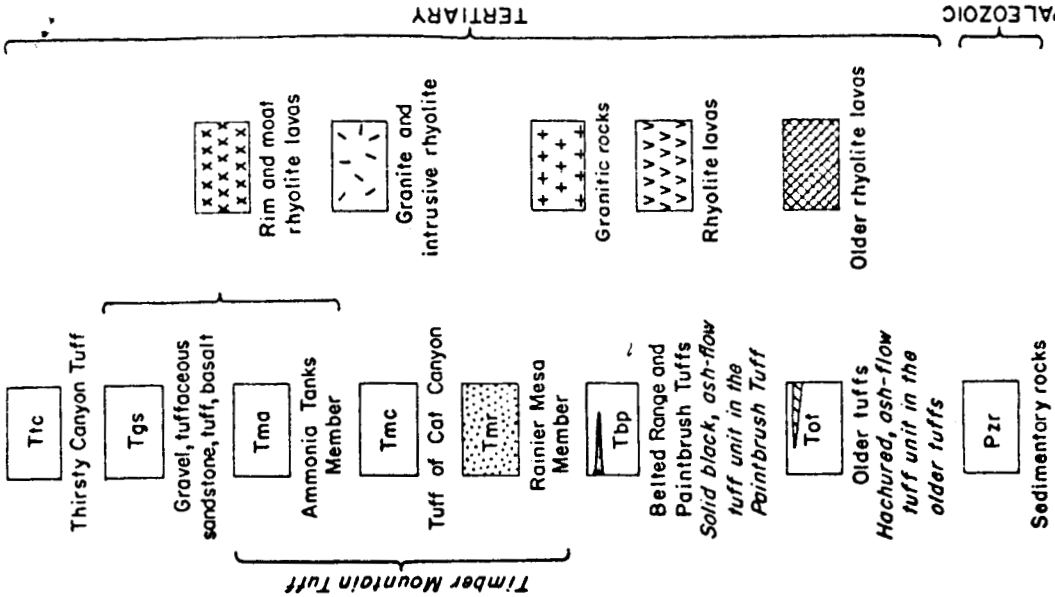 Ttc
Thirsty Canyon Tuff
Tgs
Gravel, tuffaceous
sandstone, tuff, basalt
Tma
Ammonia Tanks
Member
Tmc
Tuff of Cat Canyon
Tmr
Rainier Mesa
Member
Timber Mountain Tuff
Tbp
Belted Range and
Paintbrush Tuffs
Solid black, ash-flow
tuff unit in the
Paintbrush Tuff
Tot
Older tuffs
Hachured, ash-flow
tuff unit in the
older tuffs
Pzr
Sedimentary rocks
Rim and moat
rhyolite lavas
Granite and
intrusive rhyolite
Granitic rocks
Rhyolite lavas
Older rhyolite lavas
TERTIARY
PALEOZOIC